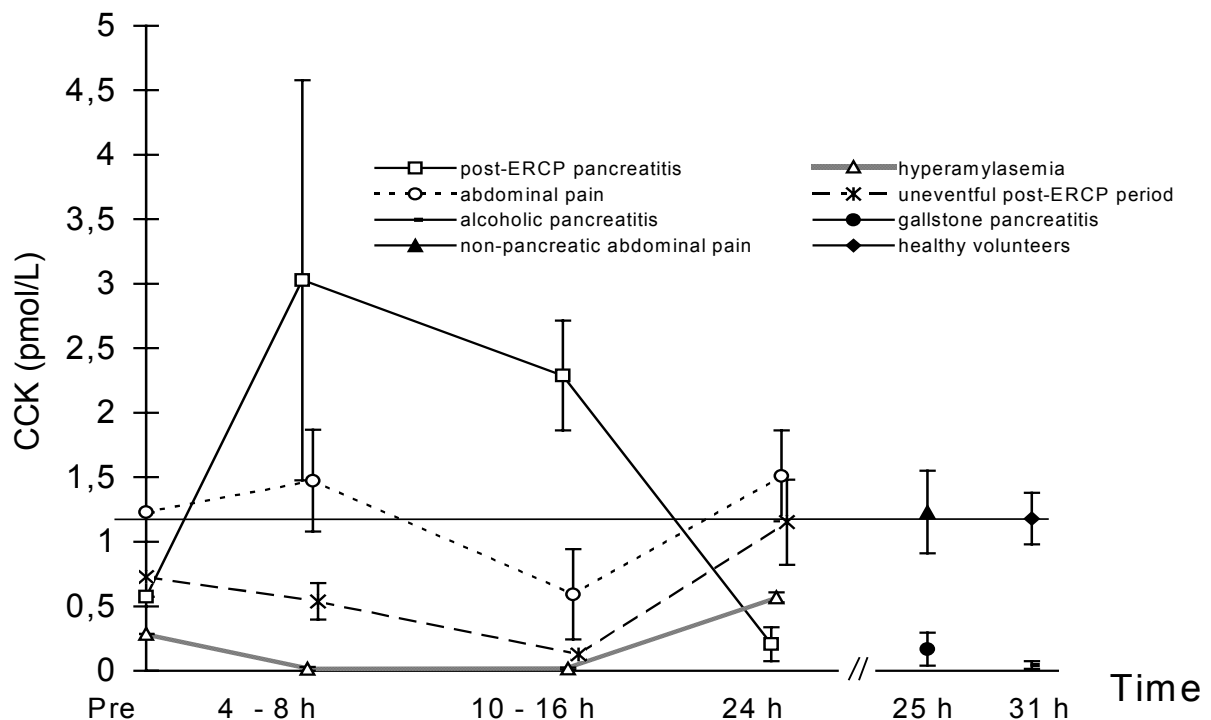 5
4,5
4
3,5
3
2,5
2
1,5
1
0,5
0
CCK (pmol/L)
post-ERCP pancreatitis
hyperamylasemia
abdominal pain
uneventful post-ERCP period
alcoholic pancreatitis
gallstone pancreatitis
non-pancreatic abdominal pain
healthy volunteers
Pre 4 - 8 h 10 - 16 h 24 h // 25 h 31 h Time